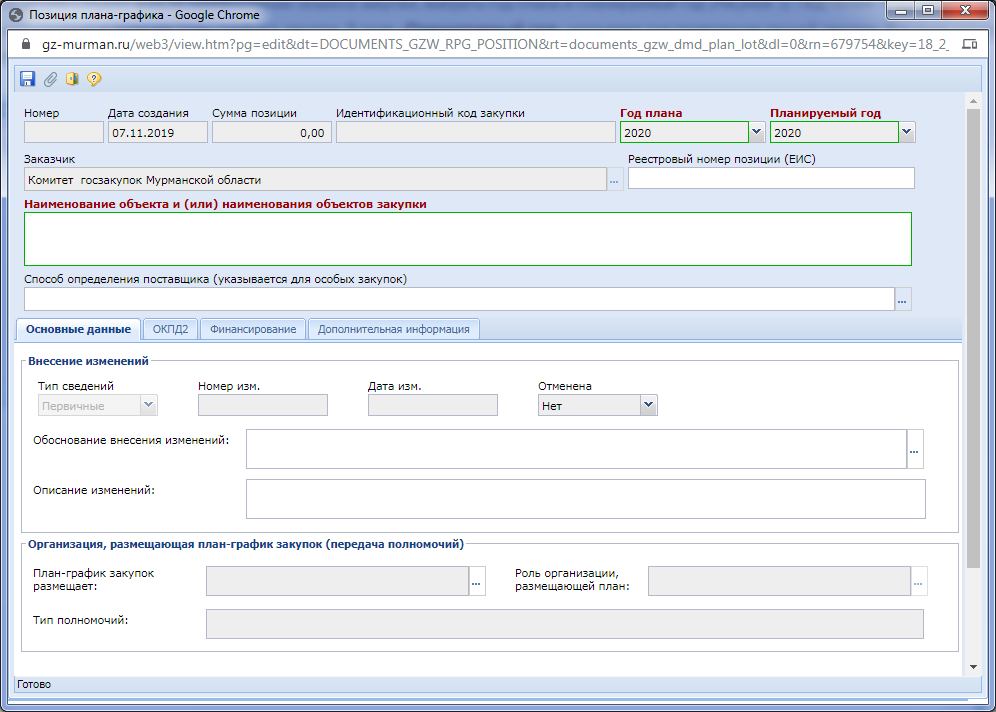 Позиция плана-графика - Google Chrome
gz-murman.ru/web3/view.htm?pg=edit&dt=DOCUMENTS_GZW_RPG_POSITION&rt=documents_gzw_dmd_plan_lot&dl=0&rn=679754&key=18_2_
Номер Дата создания Сумма позиции Идентификационный код закупки Год плана Планируемый год
07.11.2019 0,00 2020 2020
Заказчик Реестровый номер позиции (ЕИС)
Комитет госзакупок Мурманской области ...
Наименование объекта и (или) наименования объектов закупки
Способ определения поставщика (указывается для особых закупок)
...
Основные данные ОКПД2 Финансирование Дополнительная информация
Внесение изменений
Тип сведений Номер изм. Дата изм. Отменена
Первичные Нет
Обоснование внесения изменений: ...
Описание изменений:
Организация, размещающая план-график закупок (передача полномочий)
План-график закупок Роль организации,
размещает: ... размещающей план: ...
Тип полномочий:
Готово